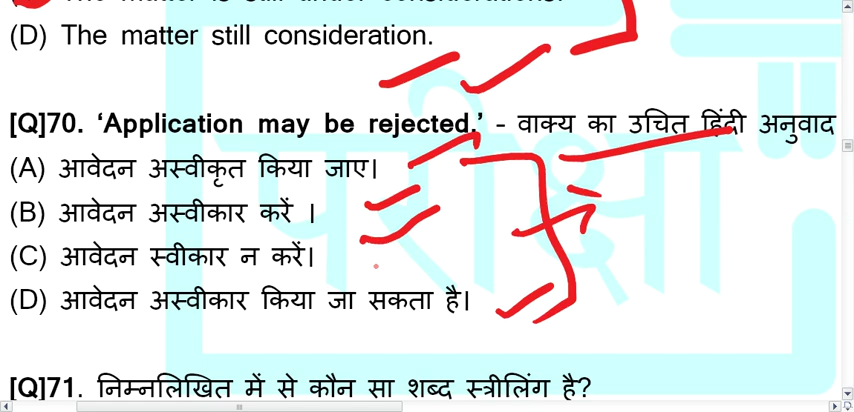 (D) The matter still consideration.
[Q]70. ‘Application may be rejected.’ – वाक्य का उचित हिंदी अनुवाद
(A) आवेदन अस्वीकृत किया जाए।
(B) आवेदन अस्वीकार करें ।
(C) आवेदन स्वीकार न करें।
(D) आवेदन अस्वीकार किया जा सकता है।
[Q]71. निम्नलिखित में से कौन सा शब्द स्त्रीलिंग है?
परीक्षा